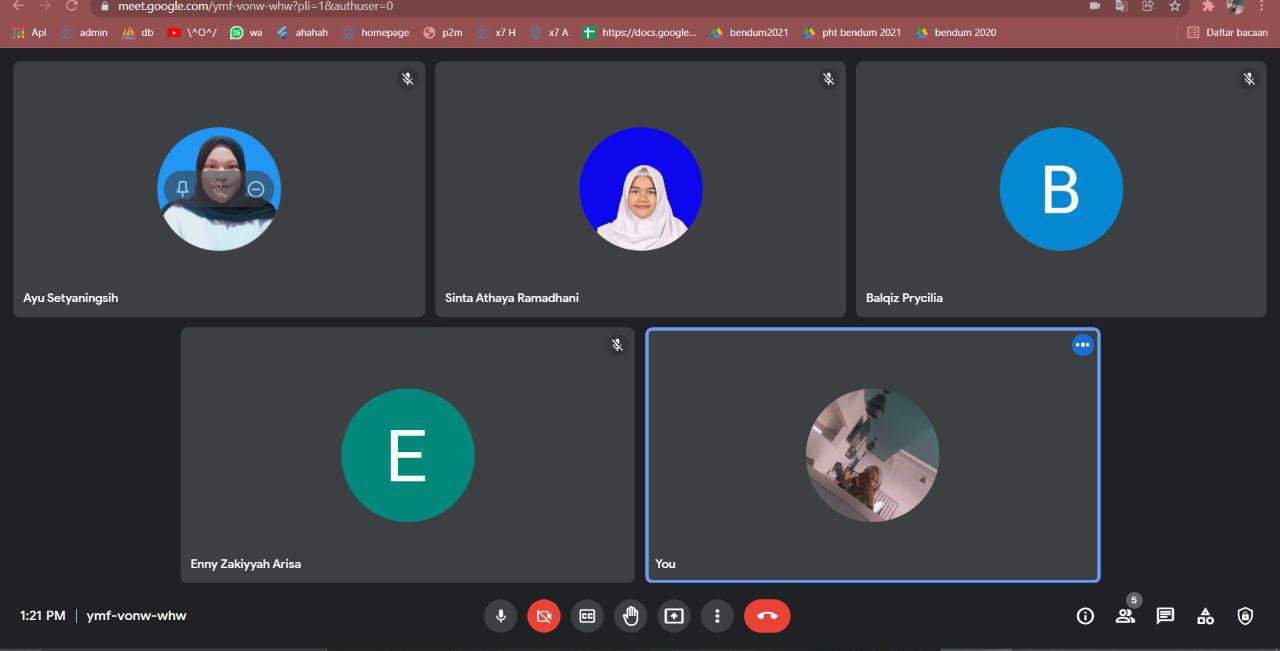 meet.google.com/ymf-vonw-whw?pli=1&authuser=0
Apl admin db \^O^/ wa ahahah homepage p2m x7 H x7 A https://docs.google... bendum2021 pht bendum 2021 bendum 2020 Daftar bacaan
Ayu Setyaningsih
Sinta Athaya Ramadhani
B
Balqiz Prycilia
E
Enny Zakiyyah Arisa
You
1:21 PM | ymf-vonw-whw
CC
5